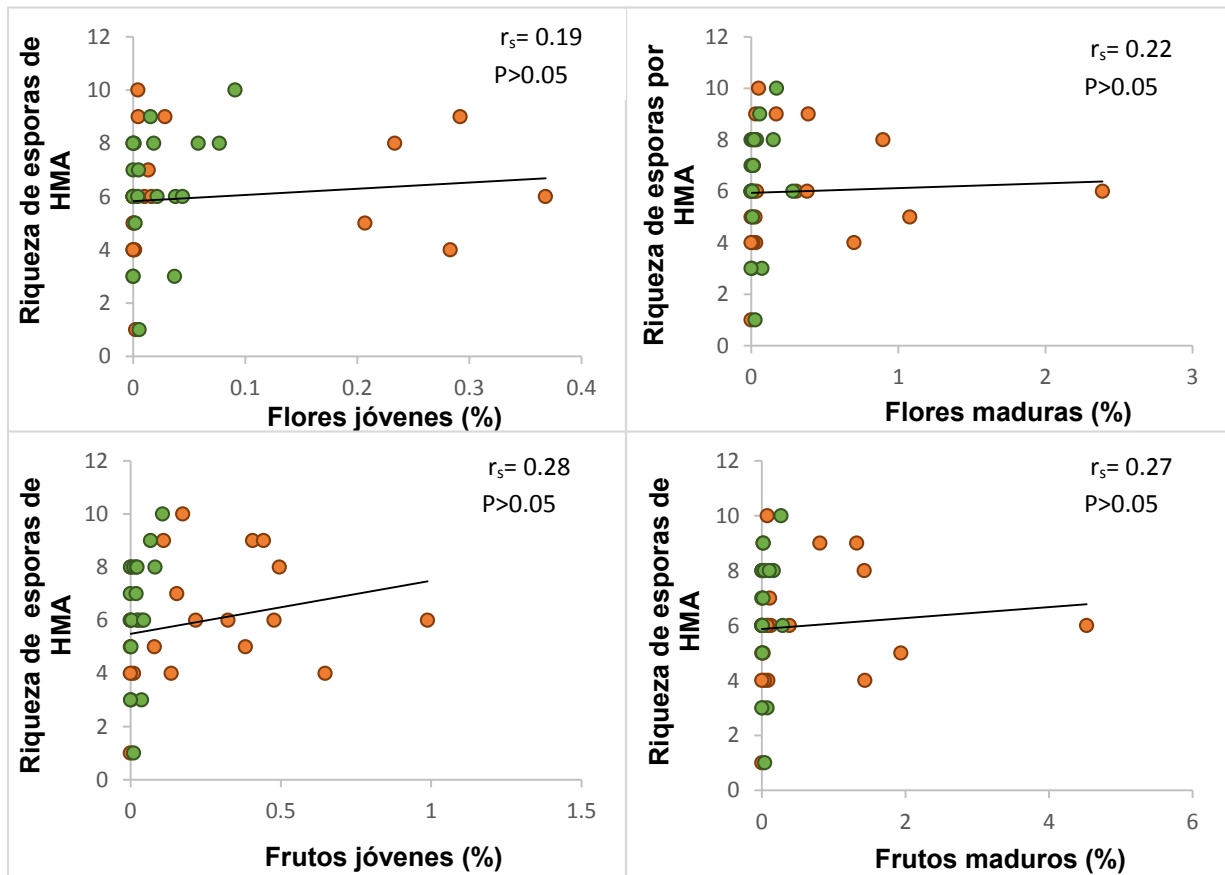 Riqueza de esporas de
HMA
12
10
8
6
4
2
0
r_s= 0.19
P>0.05
0 0.1 0.2 0.3 0.4
Flores jóvenes (%)
Riqueza de esporas por
HMA
12
10
8
6
4
2
0
r_s= 0.22
P>0.05
0 1 2 3
Flores maduras (%)
Riqueza de esporas de
HMA
12
10
8
6
4
2
0
r_s= 0.28
P>0.05
0 0.5 1 1.5
Frutos jóvenes (%)
Riqueza de esporas de
HMA
12
10
8
6
4
2
0
r_s= 0.27
P>0.05
0 2 4 6
Frutos maduros (%)